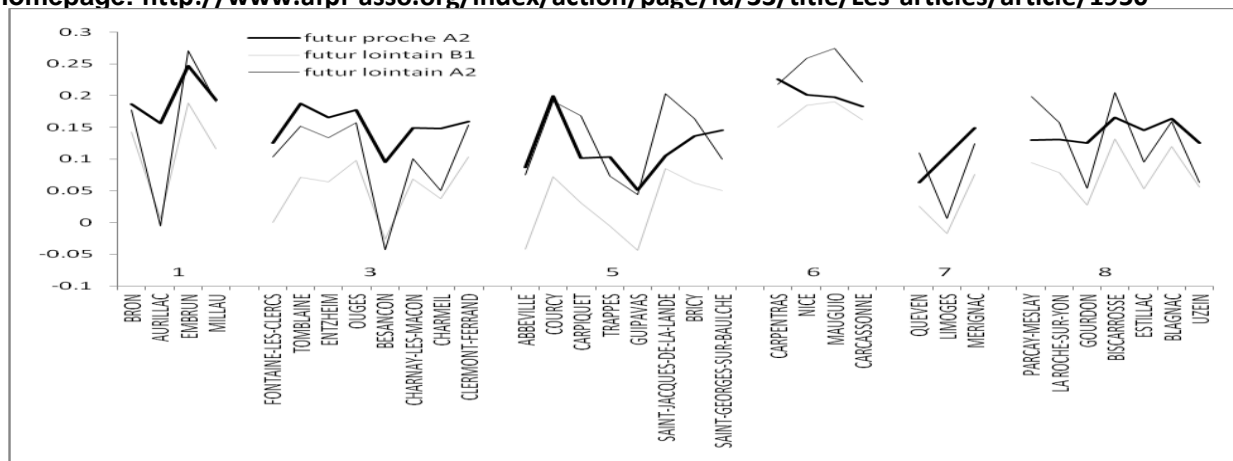 homepage: http://www.afpf-asso.org/index/action/page/id/33/title/Les-articles/article/1950
0.3
0.25
0.2
0.15
0.1
0.05
0
-0.05
-0.1
futur proche A2
futur lointain B1
futur lointain A2
1
3
5
6
7
8
BRON
AURILLAC
EMBRUN
MILLAU
FONTAINE-LES-CLERCS
TOMBLAINE
ENTZHEIM
OUGES
BESANCON
CHARNAY-LES-MACON
CHARMEIL
CLERMONT-FERRAND
ABBEVILLE
COURCY
CARPIQUET
TRAPPES
GUIPAVAS
SAINT-JACQUES-DE-LA-LANDE
BRICY
SAINT-GEORGES-SUR-BAULCHE
CARPENTRAS
NICE
MAUGUIO
CARCASSONNE
QUEVEN
LIMOGES
MERIGNAC
PARCAY-MESLAY
LA ROCHE-SUR-YON
GOURDON
BISCARROSSE
ESTILLAC
BLAGNAC
UZEIN